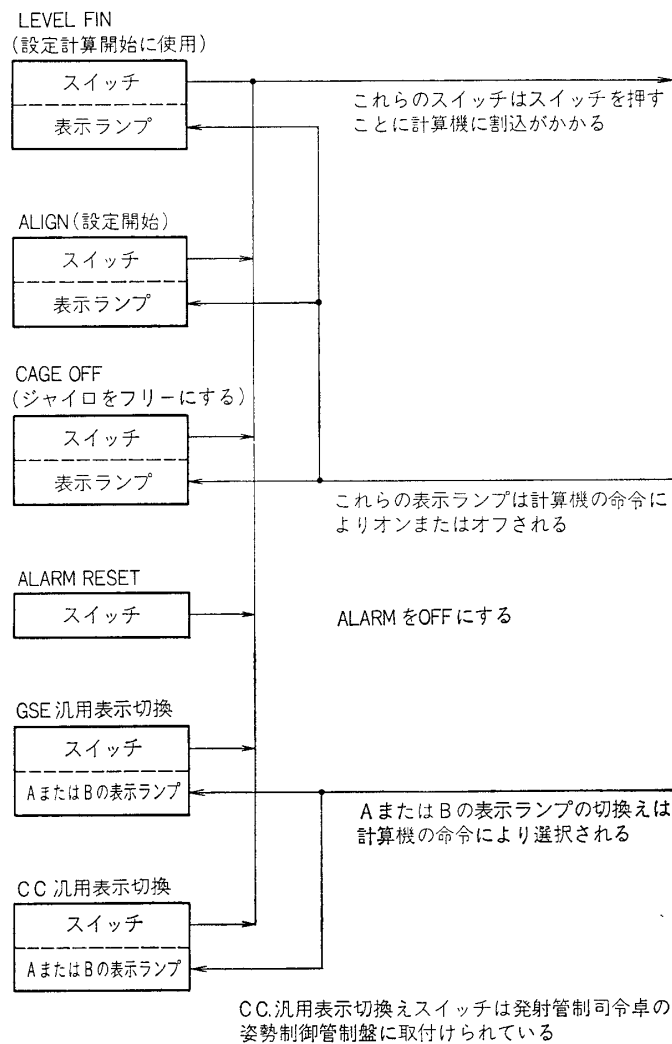 LEVEL FIN
(設定計算開始に使用)
スイッチ
表示ランプ
これらのスイッチはスイッチを押す
ことに計算機に割込がかかる
ALIGN(設定開始)
スイッチ
表示ランプ
CAGE OFF
(ジャイロをフリーにする)
スイッチ
表示ランプ
これらの表示ランプは計算機の命令に
よりオンまたはオフされる
ALARM RESET
スイッチ
ALARMをOFFにする
GSE汎用表示切換
スイッチ
AまたはBの表示ランプ
AまたはBの表示ランプの切換えは
計算機の命令により選択される
CC汎用表示切換
スイッチ
AまたはBの表示ランプ
CC.汎用表示切換えスイッチは発射管制司令卓の
姿勢制御管制盤に取付けられている